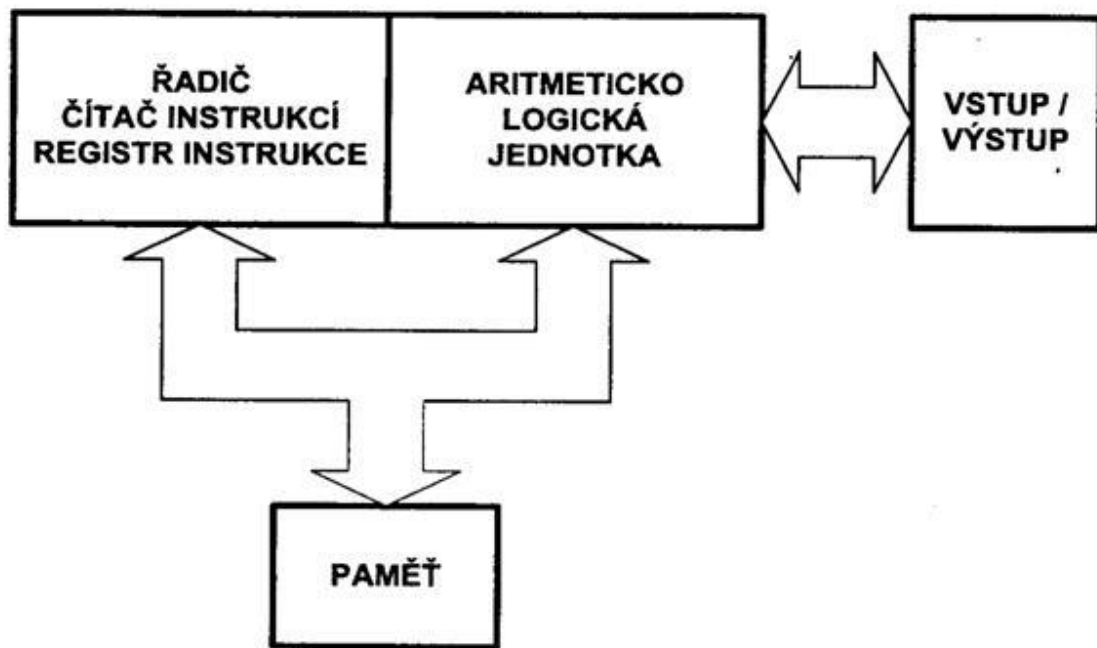 ŘADIČ
ČÍTAČ INSTRUKCÍ
REGISTR INSTRUKCE
ARITMETICKO
LOGICKÁ
JEDNOTKA
VSTUP /
VÝSTUP
PAMĚŤ